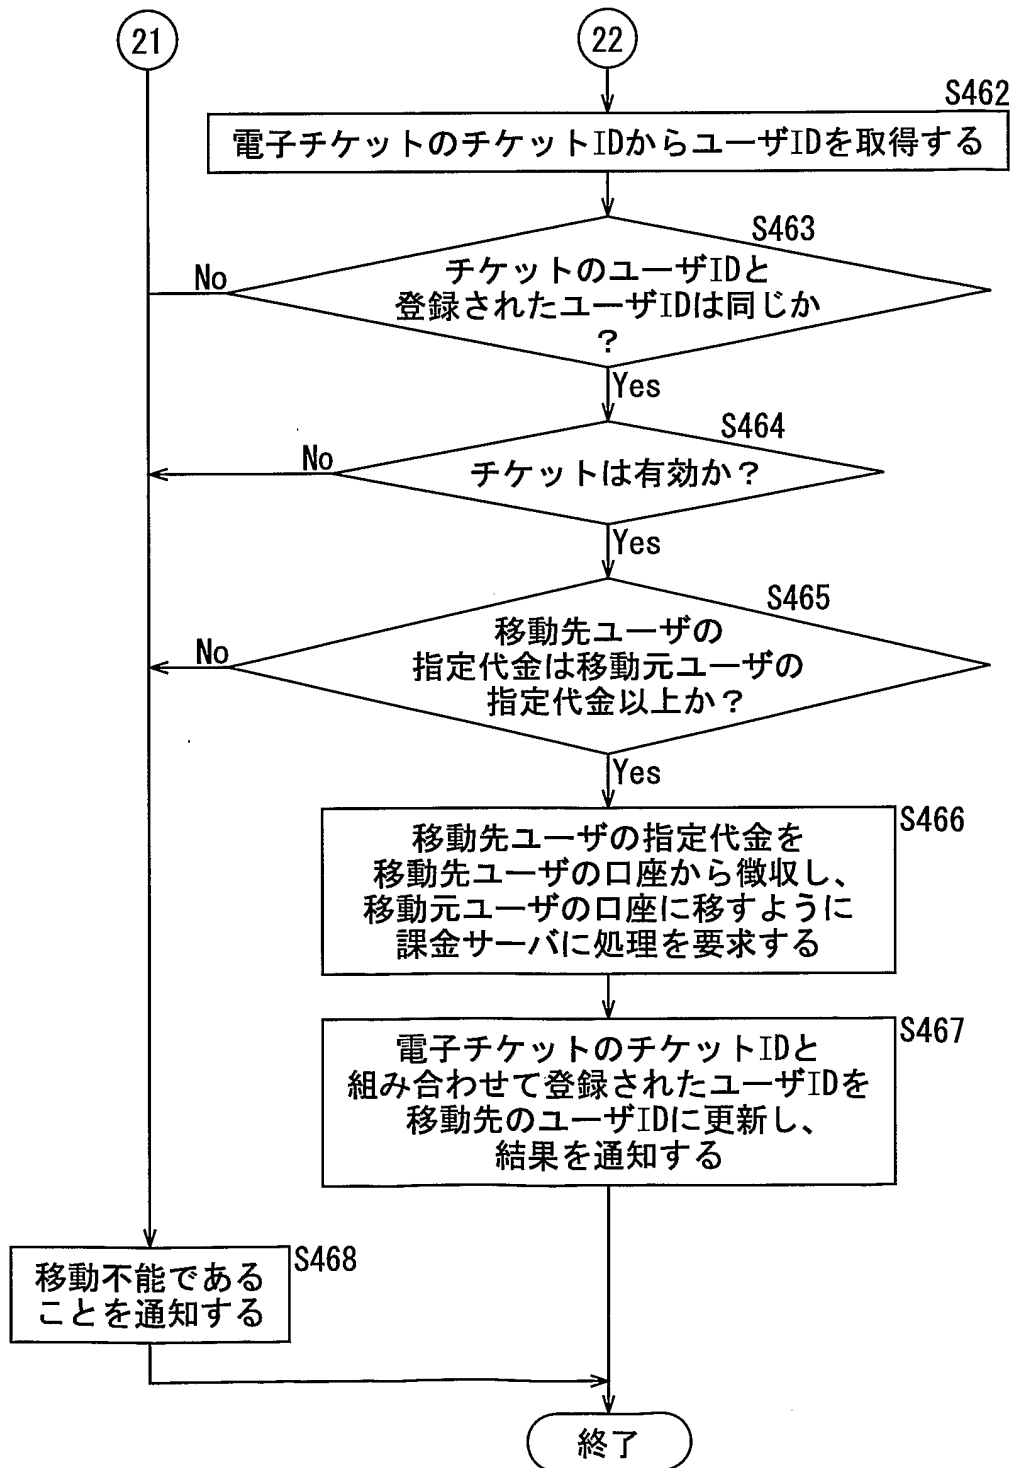 21
22
S462
電子チケットのチケットIDからユーザIDを取得する
S463
チケットのユーザIDと
登録されたユーザIDは同じか
?
No
Yes
S464
チケットは有効か?
No
Yes
S465
移動先ユーザの
指定代金は移動元ユーザの
指定代金以上か?
No
Yes
S466
移動先ユーザの指定代金を
移動先ユーザの口座から徴収し、
移動元ユーザの口座に移すように
課金サーバに処理を要求する
S467
電子チケットのチケットIDと
組み合わせて登録されたユーザIDを
移動先のユーザIDに更新し、
結果を通知する
S468
移動不能である
ことを通知する
終了